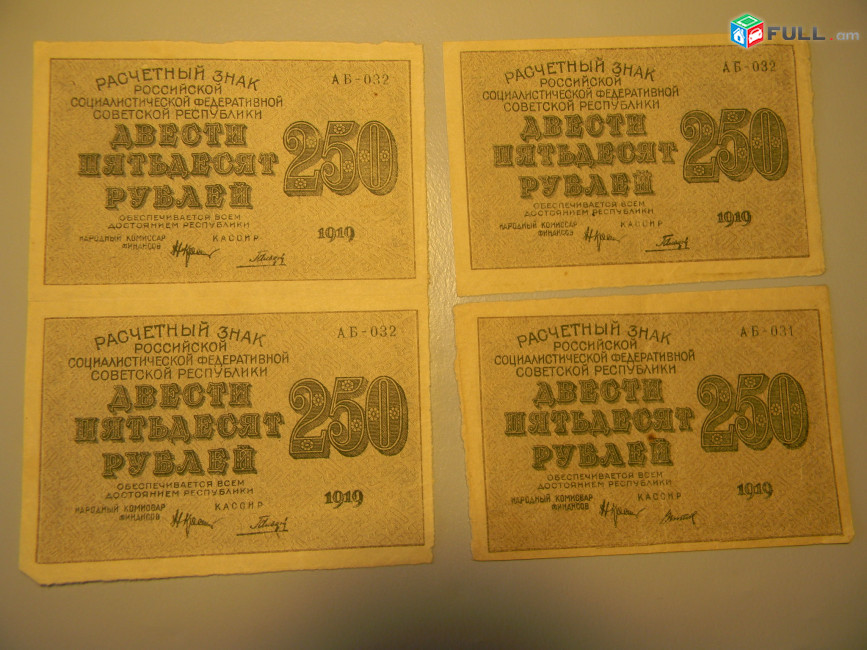 FULL.am
РАСЧЕТНЫЙ ЗНАК
АБ-032
РОССИЙСКОЙ
СОЦИАЛИСТИЧЕСКОЙ ФЕДЕРАТИВНОЙ
СОВЕТСКОЙ РЕСПУБЛИКИ
ДВЕСТИ
ПЯТЬДЕСЯТ
РУБЛЕЙ
250
ОБЕСПЕЧИВАЕТСЯ ВСЕМ
ДОСТОЯНИЕМ РЕСПУБЛИКИ
НАРОДНЫЙ КОМИССАР
ФИНАНСОВ
КАССИР
1919
РАСЧЕТНЫЙ ЗНАК
АБ-032
РОССИЙСКОЙ
СОЦИАЛИСТИЧЕСКОЙ ФЕДЕРАТИВНОЙ
СОВЕТСКОЙ РЕСПУБЛИКИ
ДВЕСТИ
ПЯТЬДЕСЯТ
РУБЛЕЙ
250
ОБЕСПЕЧИВАЕТСЯ ВСЕМ
ДОСТОЯНИЕМ РЕСПУБЛИКИ
НАРОДНЫЙ КОМИССАР
ФИНАНСОВ
КАССИР
1919
РАСЧЕТНЫЙ ЗНАК
АБ-032
РОССИЙСКОЙ
СОЦИАЛИСТИЧЕСКОЙ ФЕДЕРАТИВНОЙ
СОВЕТСКОЙ РЕСПУБЛИКИ
ДВЕСТИ
ПЯТЬДЕСЯТ
РУБЛЕЙ
250
ОБЕСПЕЧИВАЕТСЯ ВСЕМ
ДОСТОЯНИЕМ РЕСПУБЛИКИ
НАРОДНЫЙ КОМИССАР
ФИНАНСОВ
КАССИР
1919
РАСЧЕТНЫЙ ЗНАК
АБ-031
РОССИЙСКОЙ
СОЦИАЛИСТИЧЕСКОЙ ФЕДЕРАТИВНОЙ
СОВЕТСКОЙ РЕСПУБЛИКИ
ДВЕСТИ
ПЯТЬДЕСЯТ
РУБЛЕЙ
250
ОБЕСПЕЧИВАЕТСЯ ВСЕМ
ДОСТОЯНИЕМ РЕСПУБЛИКИ
НАРОДНЫЙ КОМИССАР
ФИНАНСОВ
КАССИР
1919